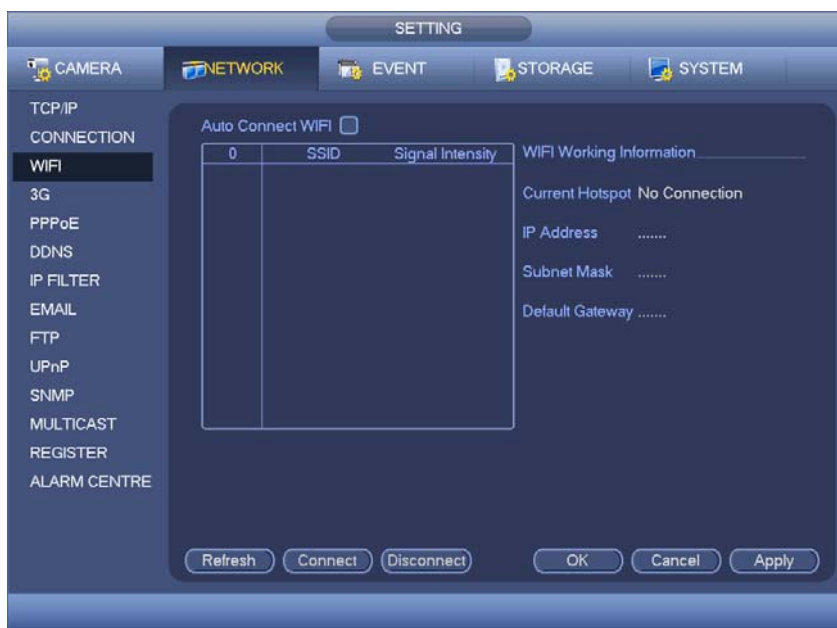 SETTING
CAMERA NETWORK EVENT STORAGE SYSTEM
TCP/IP
CONNECTION
WIFI
3G
PPPoE
DDNS
IP FILTER
EMAIL
FTP
UPnP
SNMP
MULTICAST
REGISTER
ALARM CENTRE
Auto Connect WIFI
0 SSID Signal Intensity
WIFI Working Information
Current Hotspot No Connection
IP Address .......
Subnet Mask .......
Default Gateway .......
Refresh Connect Disconnect OK Cancel Apply